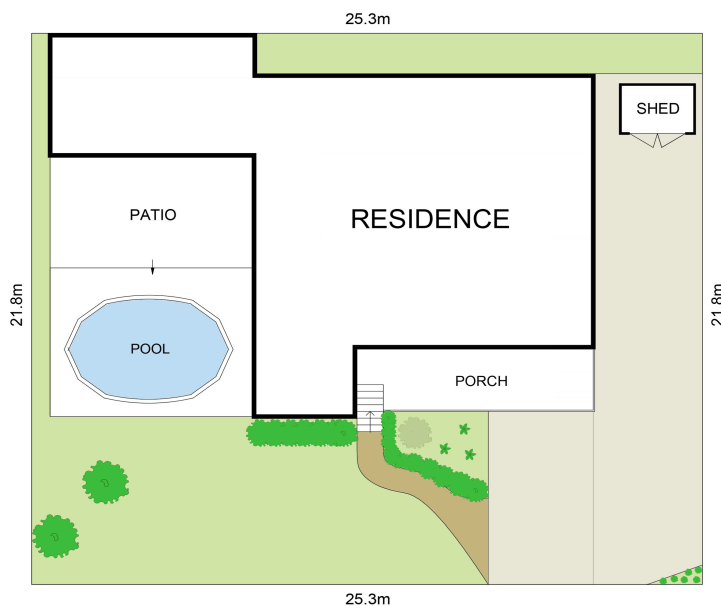 25.3m
SHED
PATIO
RESIDENCE
21.8m
21.8m
POOL
PORCH
25.3m